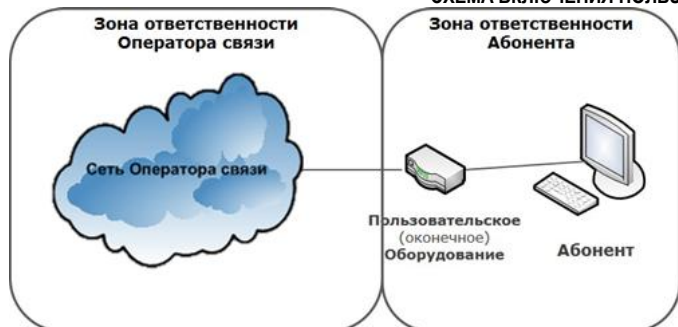 Зона ответственности
Оператора связи
Зона ответственности
Абонента
Сеть Оператора связи
Пользовательское
(оконечное)
Оборудование
Абонент